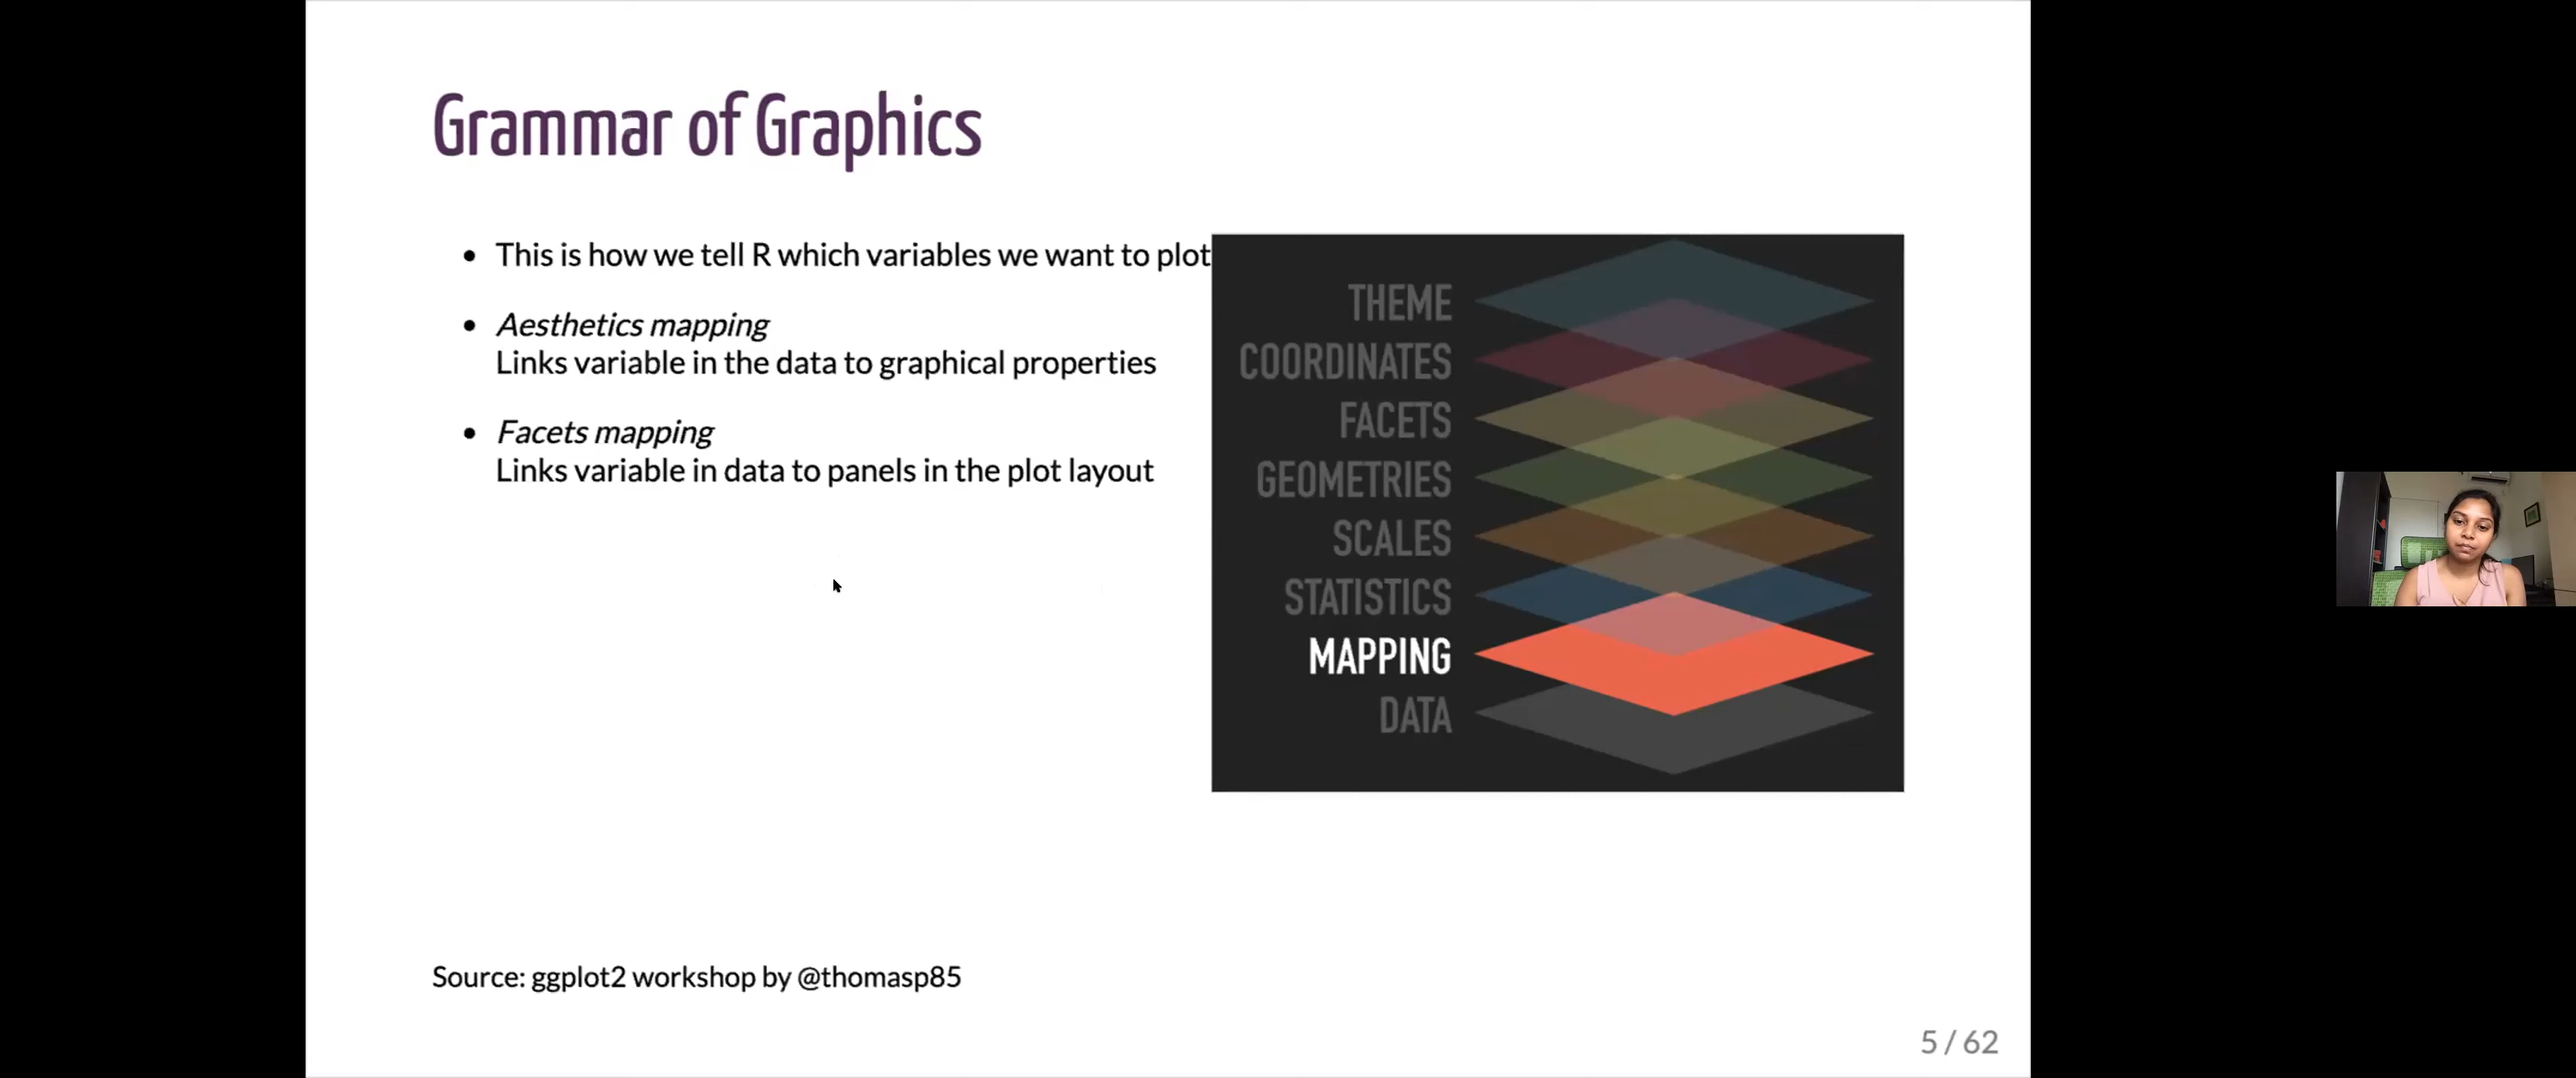 Grammar of Graphics
This is how we tell R which variables we want to plot
Aesthetics mapping
Links variable in the data to graphical properties
Facets mapping
Links variable in data to panels in the plot layout
THEME
COORDINATES
FACETS
GEOMETRIES
SCALES
STATISTICS
MAPPING
DATA
Source: ggplot2 workshop by @thomasp85
5 / 62